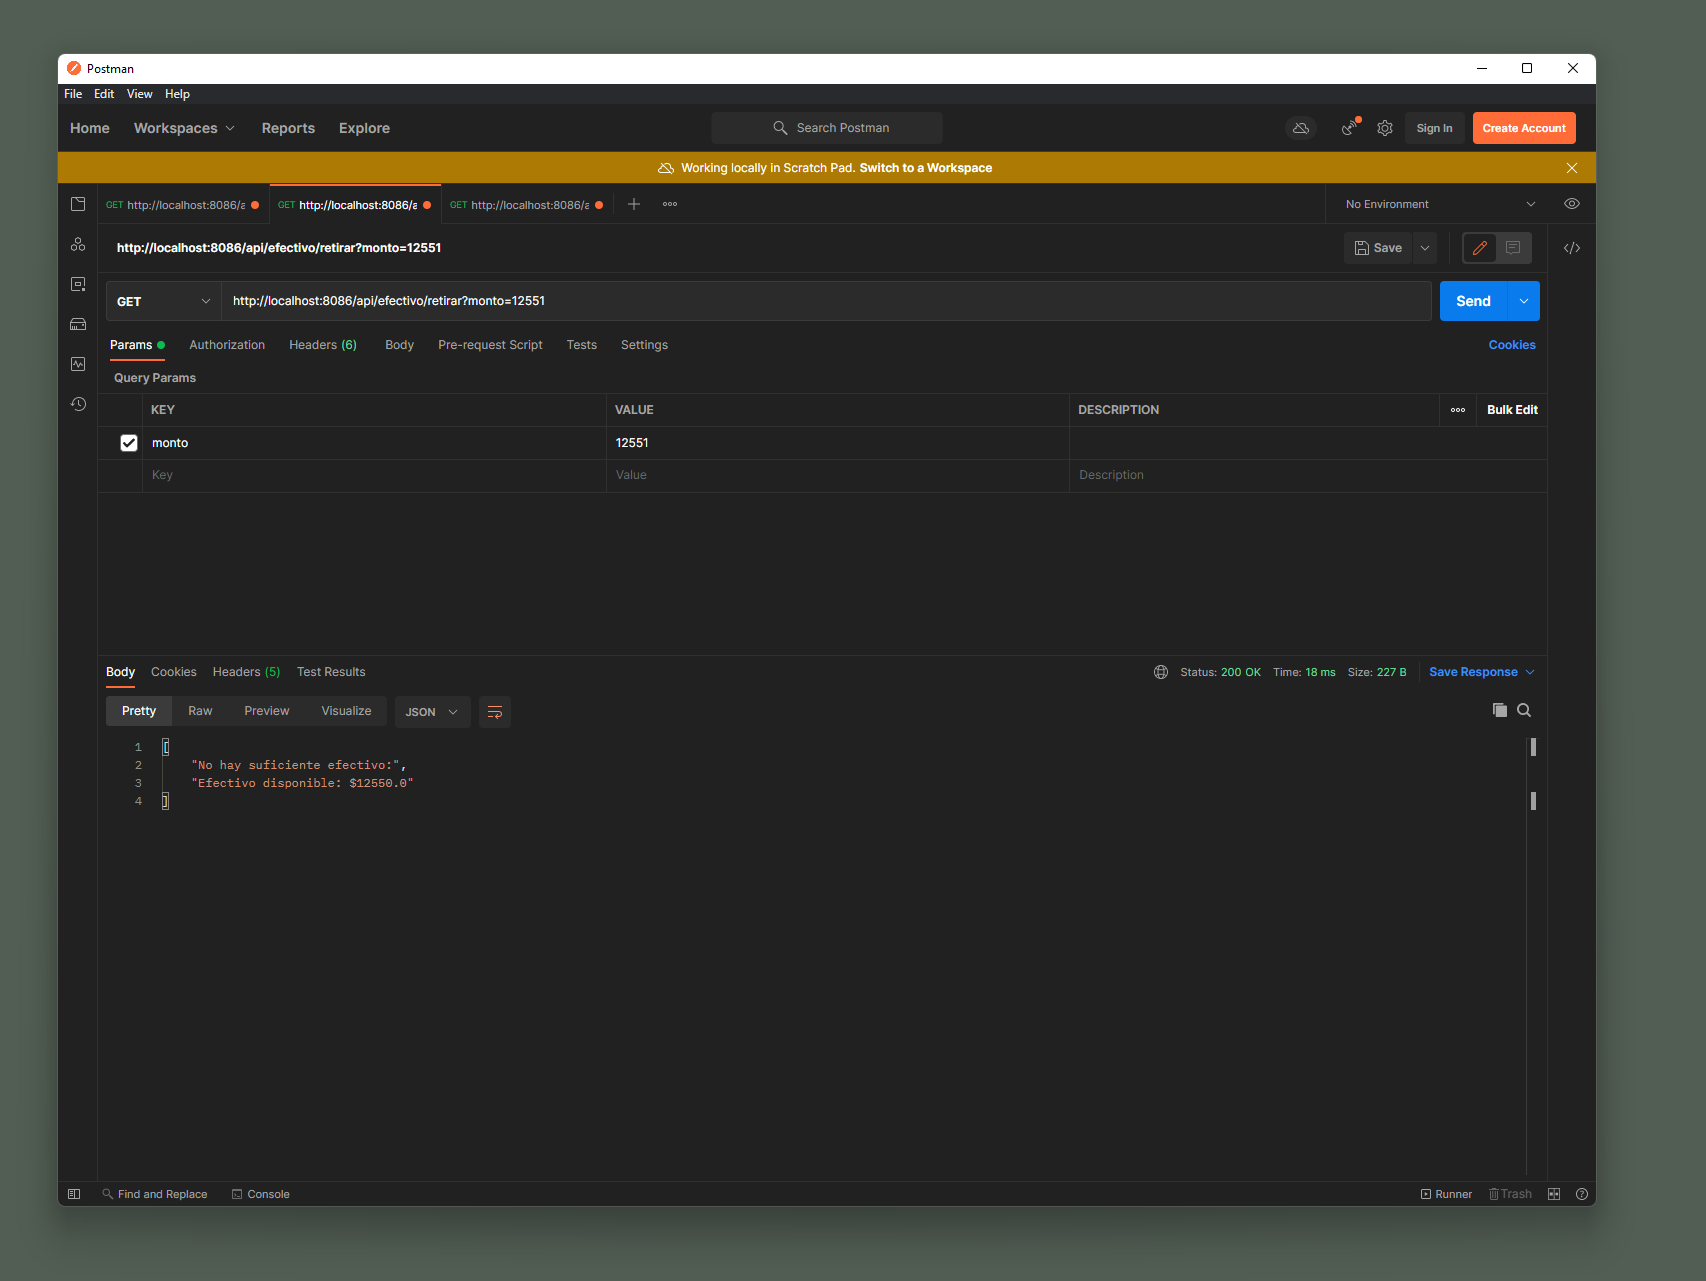 Postman
File Edit View Help
Home Workspaces Reports Explore Search Postman Sign In Create Account
Working locally in Scratch Pad. Switch to a Workspace
GET http://localhost:8086/a GET http://localhost:8086/a GET http://localhost:8086/a No Environment
http://localhost:8086/api/efectivo/retirar?monto=12551 Save
GET http://localhost:8086/api/efectivo/retirar?monto=12551 Send
Params Authorization Headers (6) Body Pre-request Script Tests Settings Cookies
Query Params
KEY VALUE DESCRIPTION Bulk Edit
monto 12551
Key Value Description
Body Cookies Headers (5) Test Results Status: 200 OK Time: 18 ms Size: 227 B Save Response
Pretty Raw Preview Visualize JSON
1 [
2 "No hay suficiente efectivo:",
3 "Efectivo disponible: $12550.0"
4 ]
Find and Replace Console Runner Trash